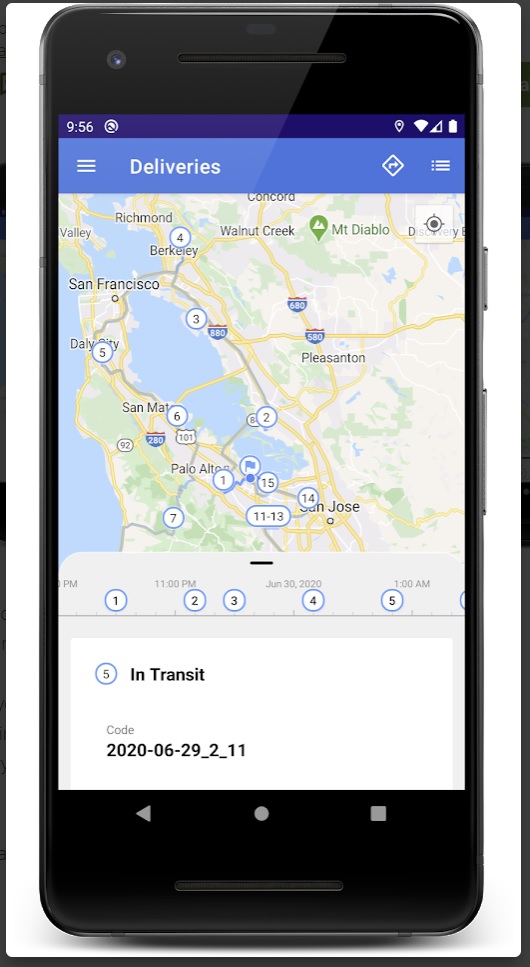 9:56
Deliveries
Concord
Richmond
Valley
4
Walnut Creek
Mt Diablo
Berkeley
San Francisco
680
3
880
580
Daly City
5
Pleasanton
San Mat
6
2
101
92
280
Palo Alto
1
15
14
San Jose
11-13
7
PM
11:00 PM
Jun 30, 2020
1:00 AM
1
2
3
4
5
5
In Transit
Code
2020-06-29_2_11